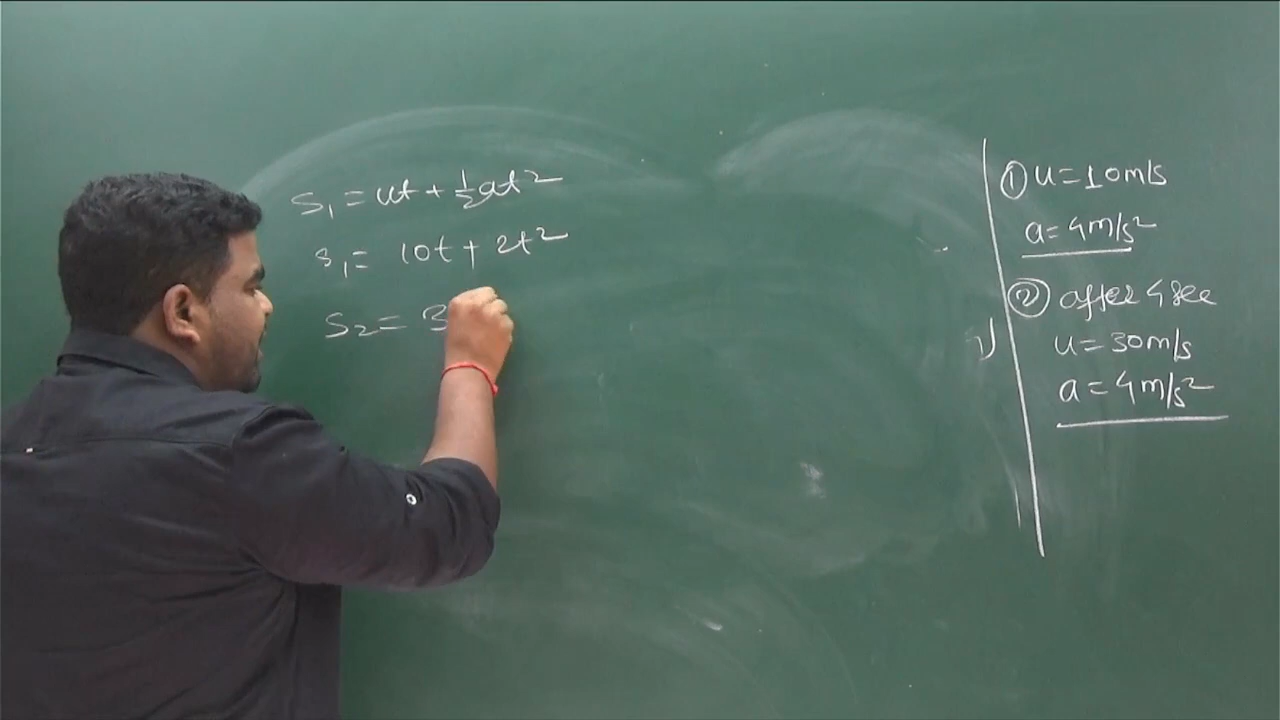 S₁ = ut + ½at²
S₁ = 10t + 2t²
S₂ = 3
① u = 10m/s
a = 4m/s²
② after 4 sec
u = 30m/s
a = 4m/s²